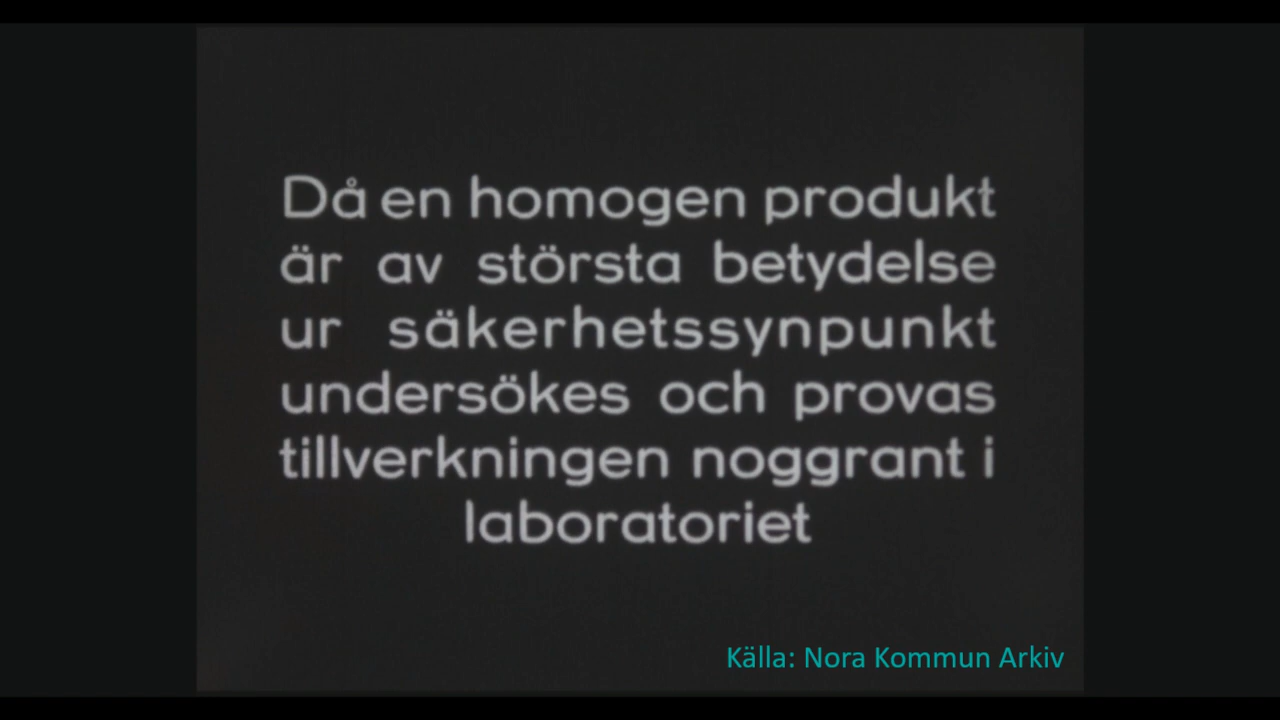 Då en homogen produkt
är av största betydelse
ur säkerhetssynpunkt
undersökes och provas
tillverkningen noggrant i
laboratoriet
Källa: Nora Kommun Arkiv